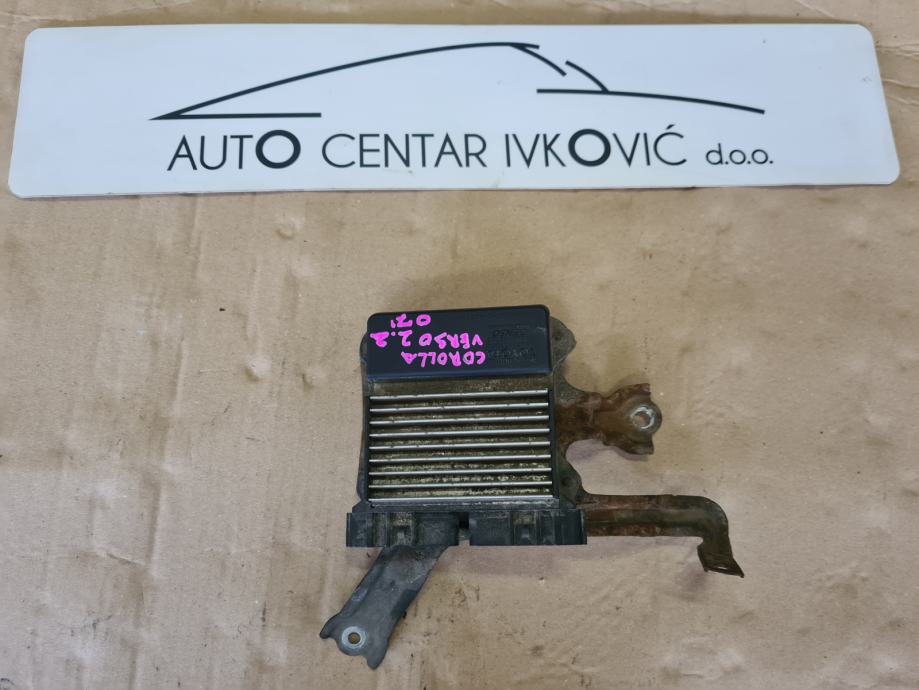 AUTO CENTAR IVKOVIĆ d.o.o.
COROLLA
VERSO 2.2
07'